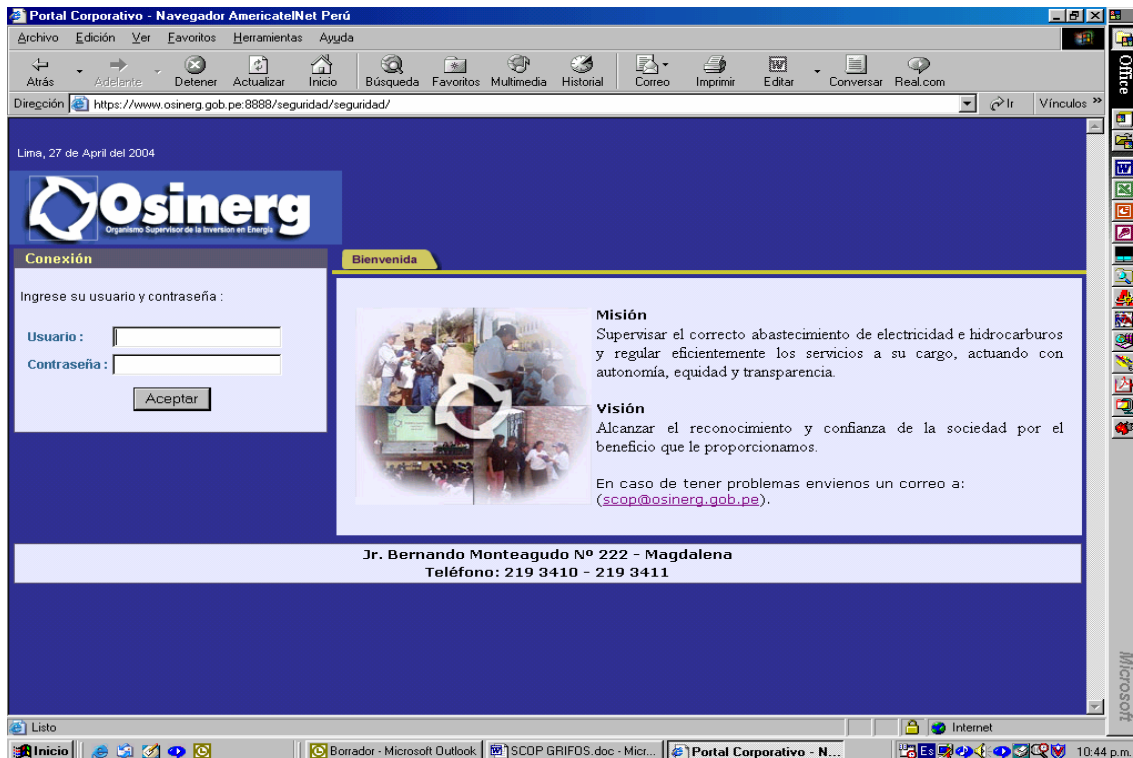 Portal Corporativo - Navegador AmericatelNet Perú
Archivo Edición Ver Favoritos Herramientas Ayuda
Atrás Adelante Detener Actualizar Inicio Búsqueda Favoritos Multimedia Historial Correo Imprimir Editar Conversar Real.com
Dirección https://www.osinerg.gob.pe:8888/seguridad/seguridad/ Ir Vínculos »
Office
Lima, 27 de April del 2004
Osinerg
Organismo Supervisor de la Inversion en Energía
Conexión
Bienvenida
Ingrese su usuario y contraseña :
Usuario :
Contraseña :
Aceptar
Misión
Supervisar el correcto abastecimiento de electricidad e hidrocarburos
y regular eficientemente los servicios a su cargo, actuando con
autonomía, equidad y transparencia.
Visión
Alcanzar el reconocimiento y confianza de la sociedad por el
beneficio que le proporcionamos.
En caso de tener problemas envienos un correo a:
(scop@osinerg.gob.pe).
Jr. Bernando Monteagudo Nº 222 - Magdalena
Teléfono: 219 3410 - 219 3411
Microsoft
Listo
Internet
Inicio
Borrador - Microsoft Outlook
SCOP GRIFOS.doc - Micr...
Portal Corporativo - N...
Es
10:44 p.m.